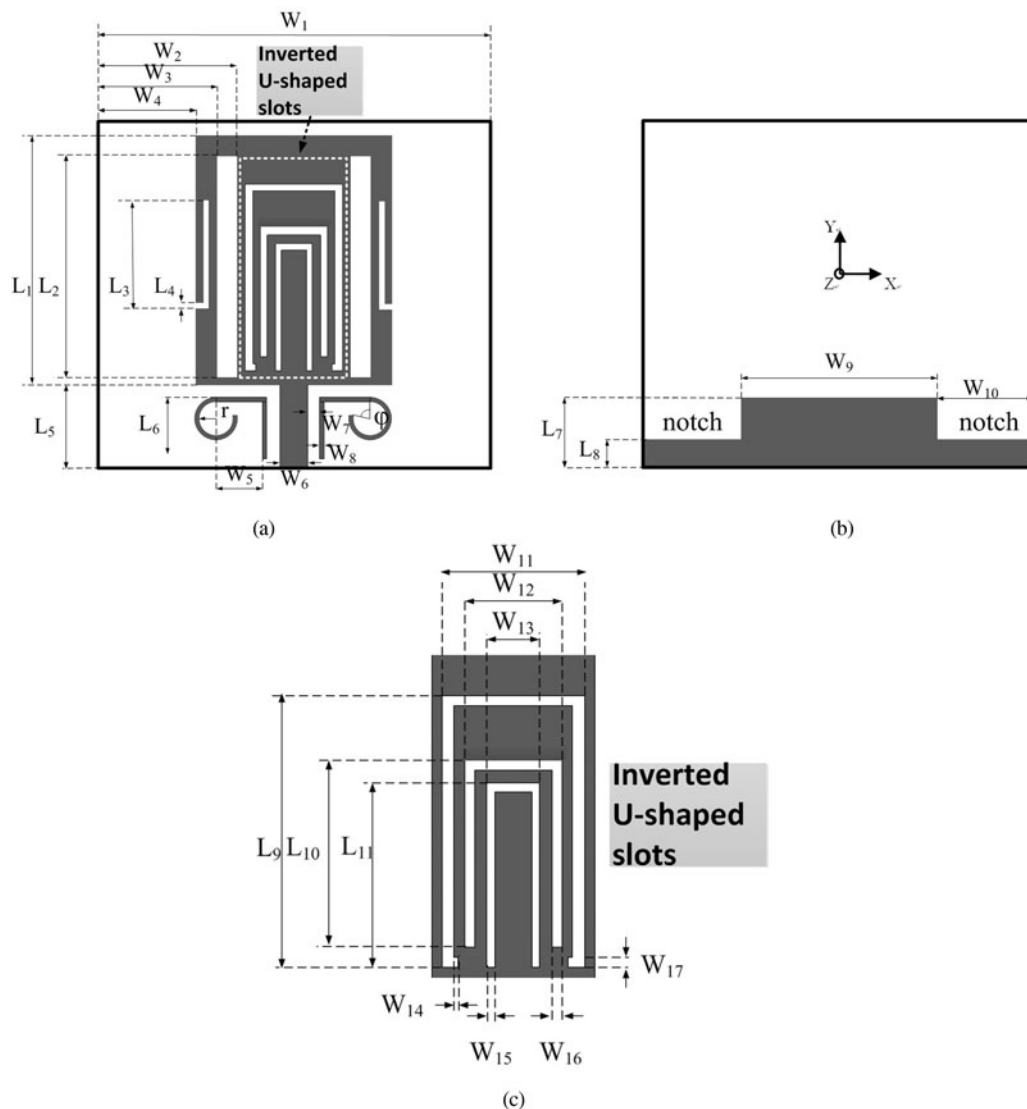 W1
W2
Inverted
U-shaped
slots
W3
W4
L1
L2
L3
L4
L5
L6
r
W7
φ
W8
W5
W6
(a)
Y
Z
X
W9
W10
L7
notch
notch
L8
(b)
W11
W12
W13
L9
L10
L11
Inverted
U-shaped
slots
W14
W17
W15
W16
(c)